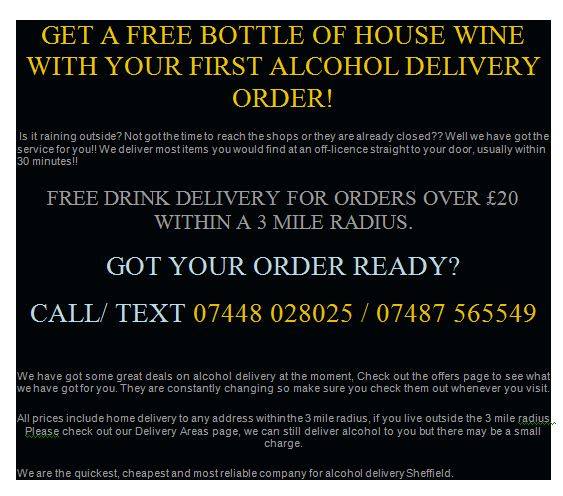 GET A FREE BOTTLE OF HOUSE WINE
WITH YOUR FIRST ALCOHOL DELIVERY
ORDER!
Is it raining outside? Not got the time to reach the shops or they are already closed?? Well we have got the
service for you!! We deliver most items you would find at an off-licence straight to your door, usually within
30 minutes!!
FREE DRINK DELIVERY FOR ORDERS OVER £20
WITHIN A 3 MILE RADIUS.
GOT YOUR ORDER READY?
CALL/ TEXT 07448 028025 / 07487 565549
We have got some great deals on alcohol delivery at the moment, Check out the offers page to see what
we have got for you. They are constantly changing so make sure you check them out whenever you visit.
All prices include home delivery to any address within the 3 mile radius, if you live outside the 3 mile radius.
Please check out our Delivery Areas page, we can still deliver alcohol to you but there may be a small
charge.
We are the quickest, cheapest and most reliable company for alcohol delivery Sheffield.